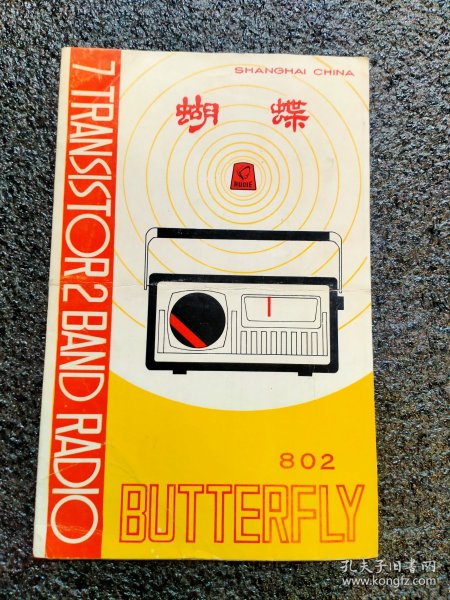 SHANGHAI CHINA
蝴蝶
HUDIE
7 TRANSISTOR 2 BAND RADIO
802
BUTTERFLY
孔夫子旧书网
www.kongfz.com